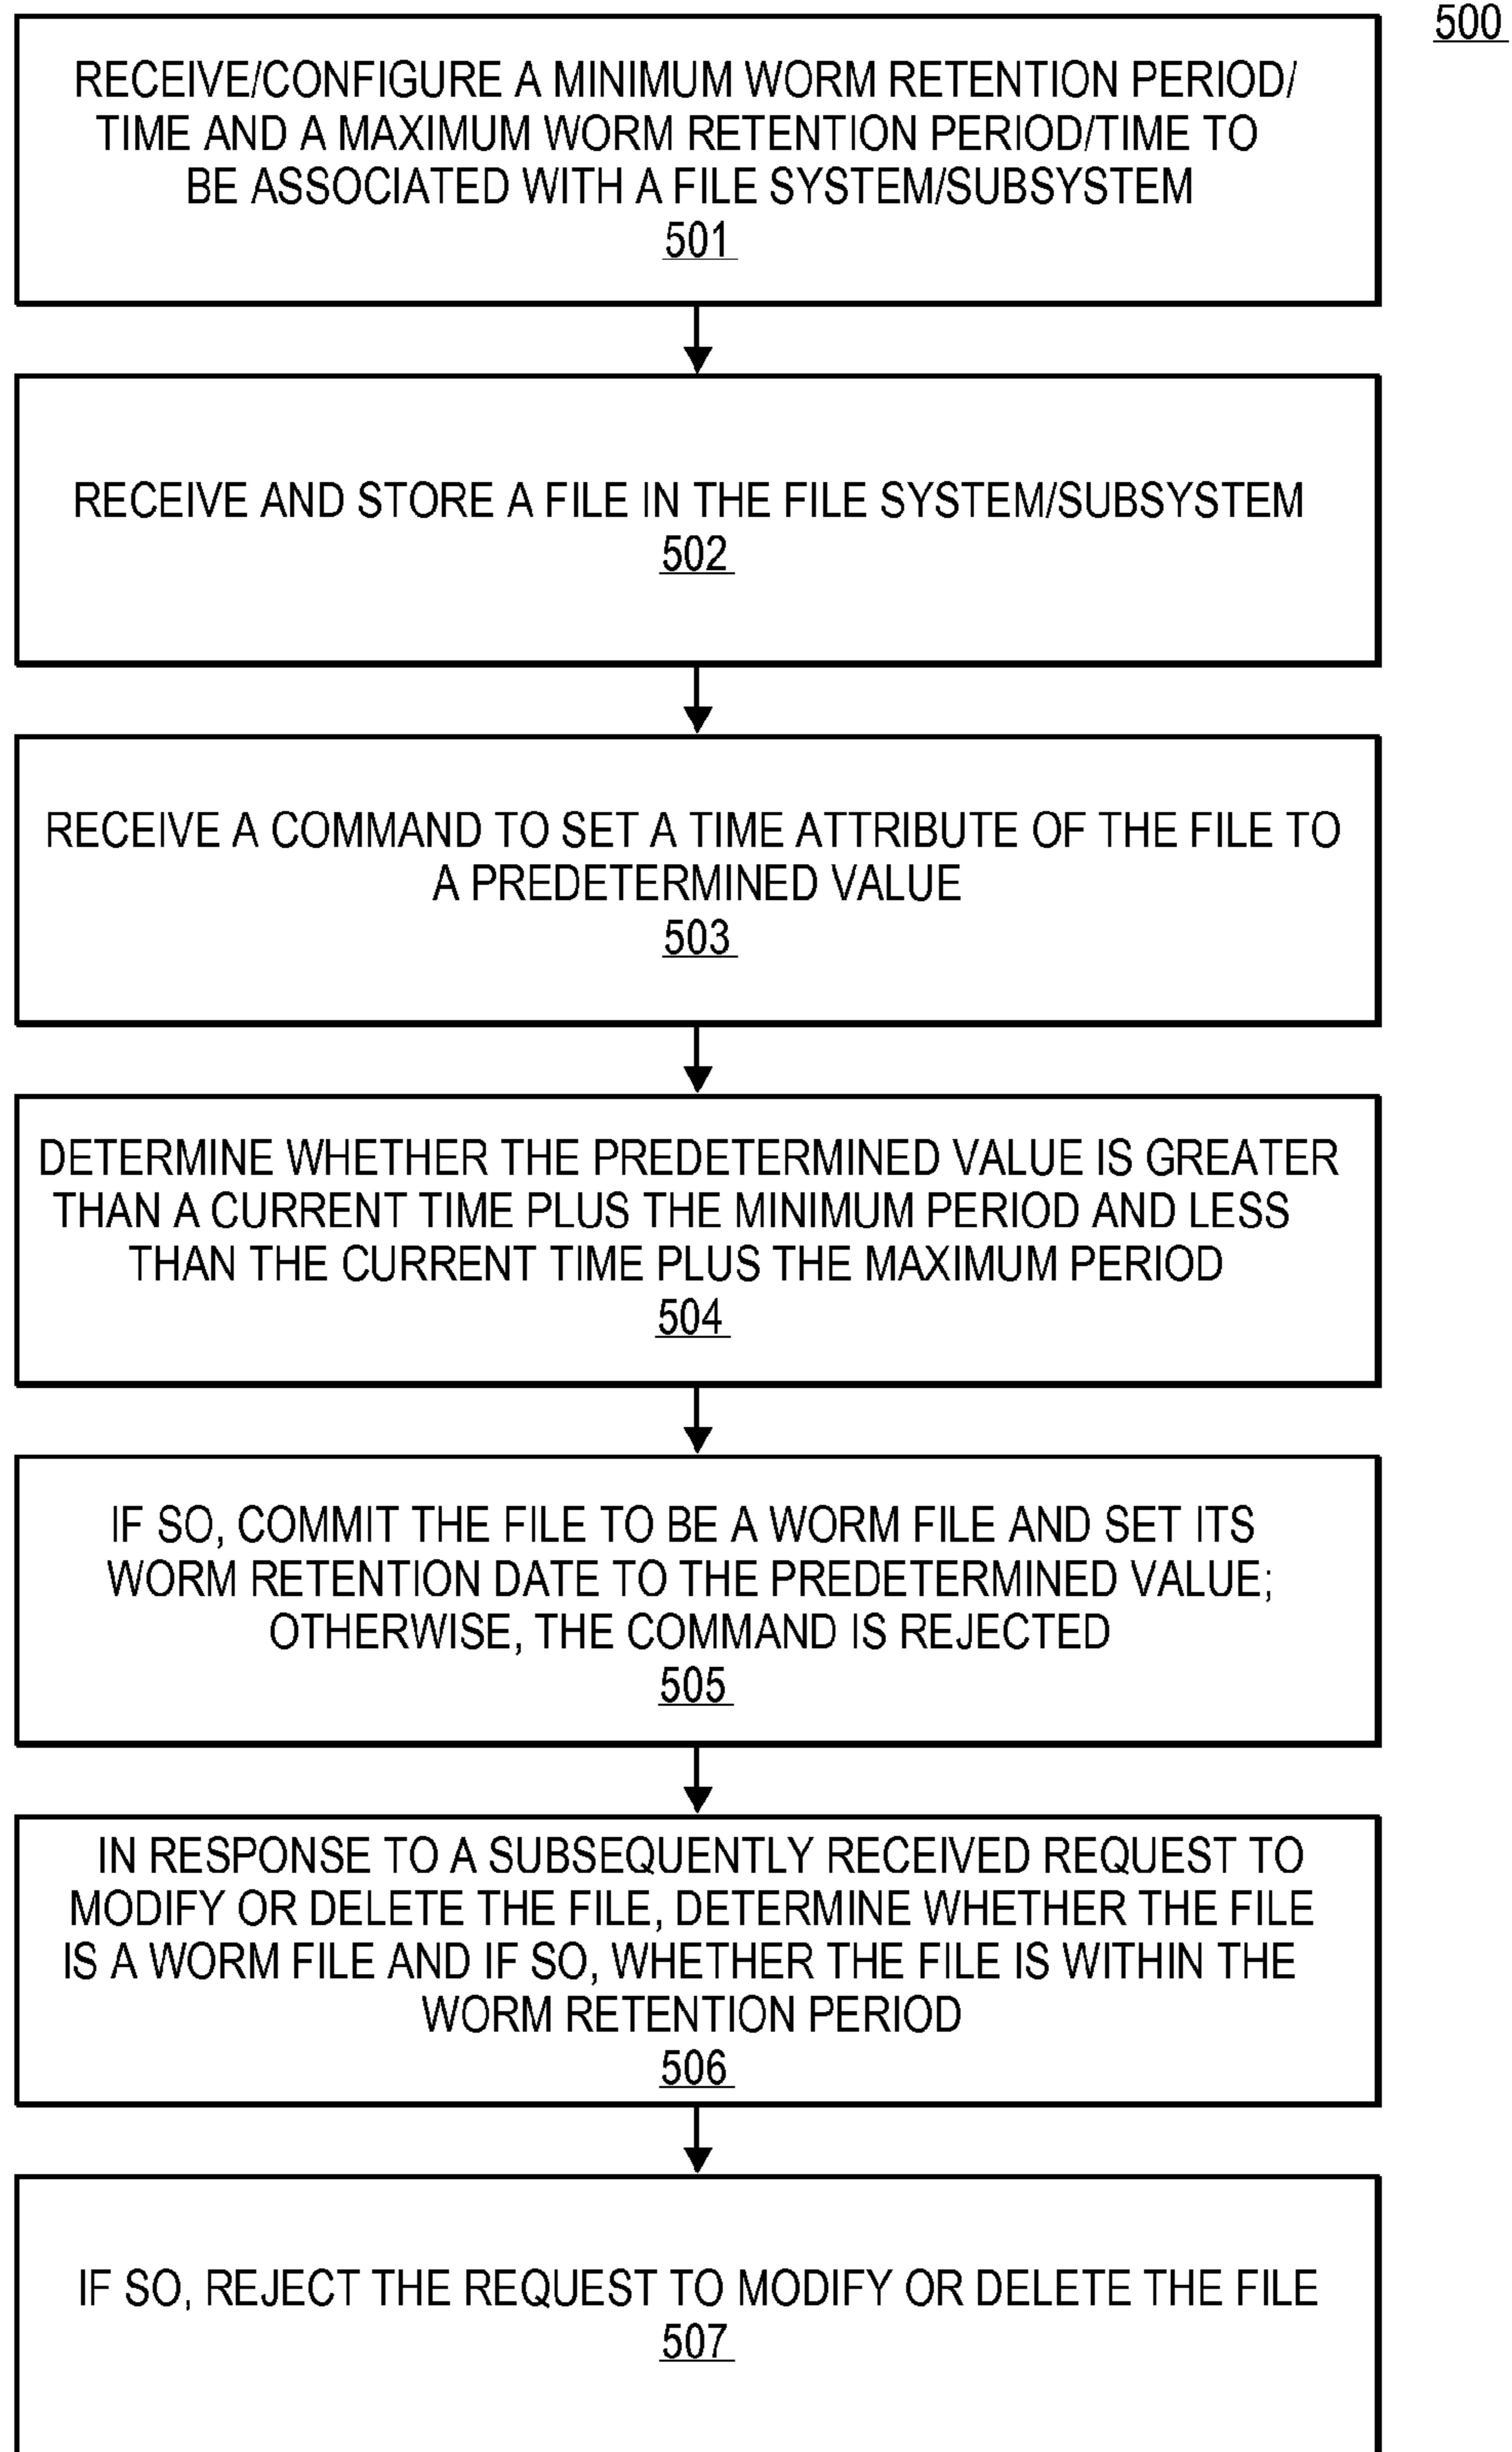 500
RECEIVE/CONFIGURE A MINIMUM WORM RETENTION PERIOD/
TIME AND A MAXIMUM WORM RETENTION PERIOD/TIME TO
BE ASSOCIATED WITH A FILE SYSTEM/SUBSYSTEM
501
RECEIVE AND STORE A FILE IN THE FILE SYSTEM/SUBSYSTEM
502
RECEIVE A COMMAND TO SET A TIME ATTRIBUTE OF THE FILE TO
A PREDETERMINED VALUE
503
DETERMINE WHETHER THE PREDETERMINED VALUE IS GREATER
THAN A CURRENT TIME PLUS THE MINIMUM PERIOD AND LESS
THAN THE CURRENT TIME PLUS THE MAXIMUM PERIOD
504
IF SO, COMMIT THE FILE TO BE A WORM FILE AND SET ITS
WORM RETENTION DATE TO THE PREDETERMINED VALUE;
OTHERWISE, THE COMMAND IS REJECTED
505
IN RESPONSE TO A SUBSEQUENTLY RECEIVED REQUEST TO
MODIFY OR DELETE THE FILE, DETERMINE WHETHER THE FILE
IS A WORM FILE AND IF SO, WHETHER THE FILE IS WITHIN THE
WORM RETENTION PERIOD
506
IF SO, REJECT THE REQUEST TO MODIFY OR DELETE THE FILE
507